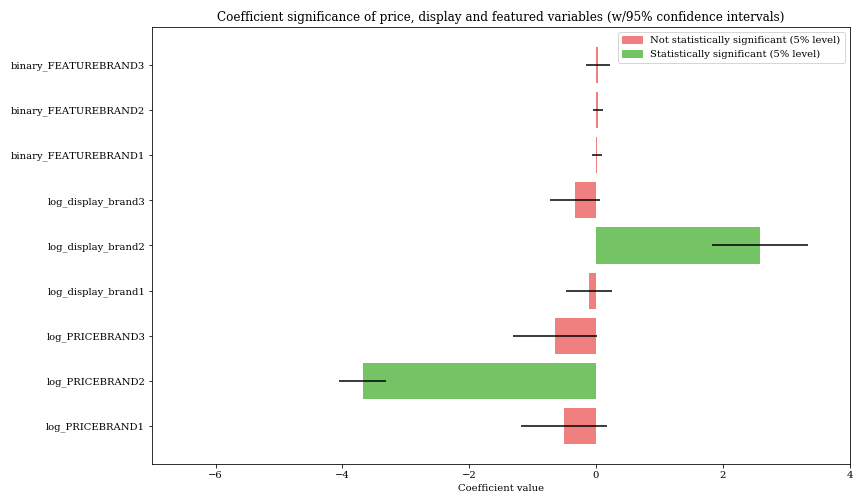 Coefficient significance of price, display and featured variables (w/95% confidence intervals)
Not statistically significant (5% level)
Statistically significant (5% level)
binary_FEATUREBRAND3
binary_FEATUREBRAND2
binary_FEATUREBRAND1
log_display_brand3
log_display_brand2
log_display_brand1
log_PRICEBRAND3
log_PRICEBRAND2
log_PRICEBRAND1
−6 −4 −2 0 2 4
Coefficient value